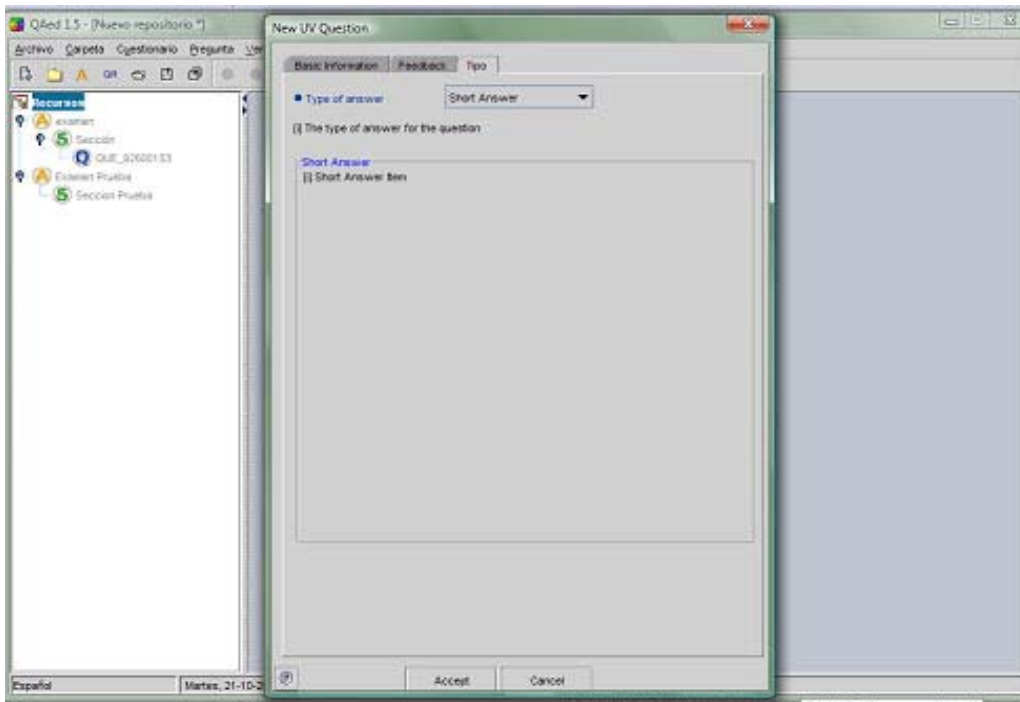 QAed 1.5 - [Nuevo repositorio *]
Archivo Carpeta Cuestionario Pregunta Ver
Recursos
examen
Sección
QUE_92600153
Examen Prueba
Seccion Prueba
Español
Martes, 21-10-2
New UV Question
Basic Information Feedback Tipo
Type of answer Short Answer
[i] The type of answer for the question
Short Answer
[i] Short Answer Item
Accept Cancel